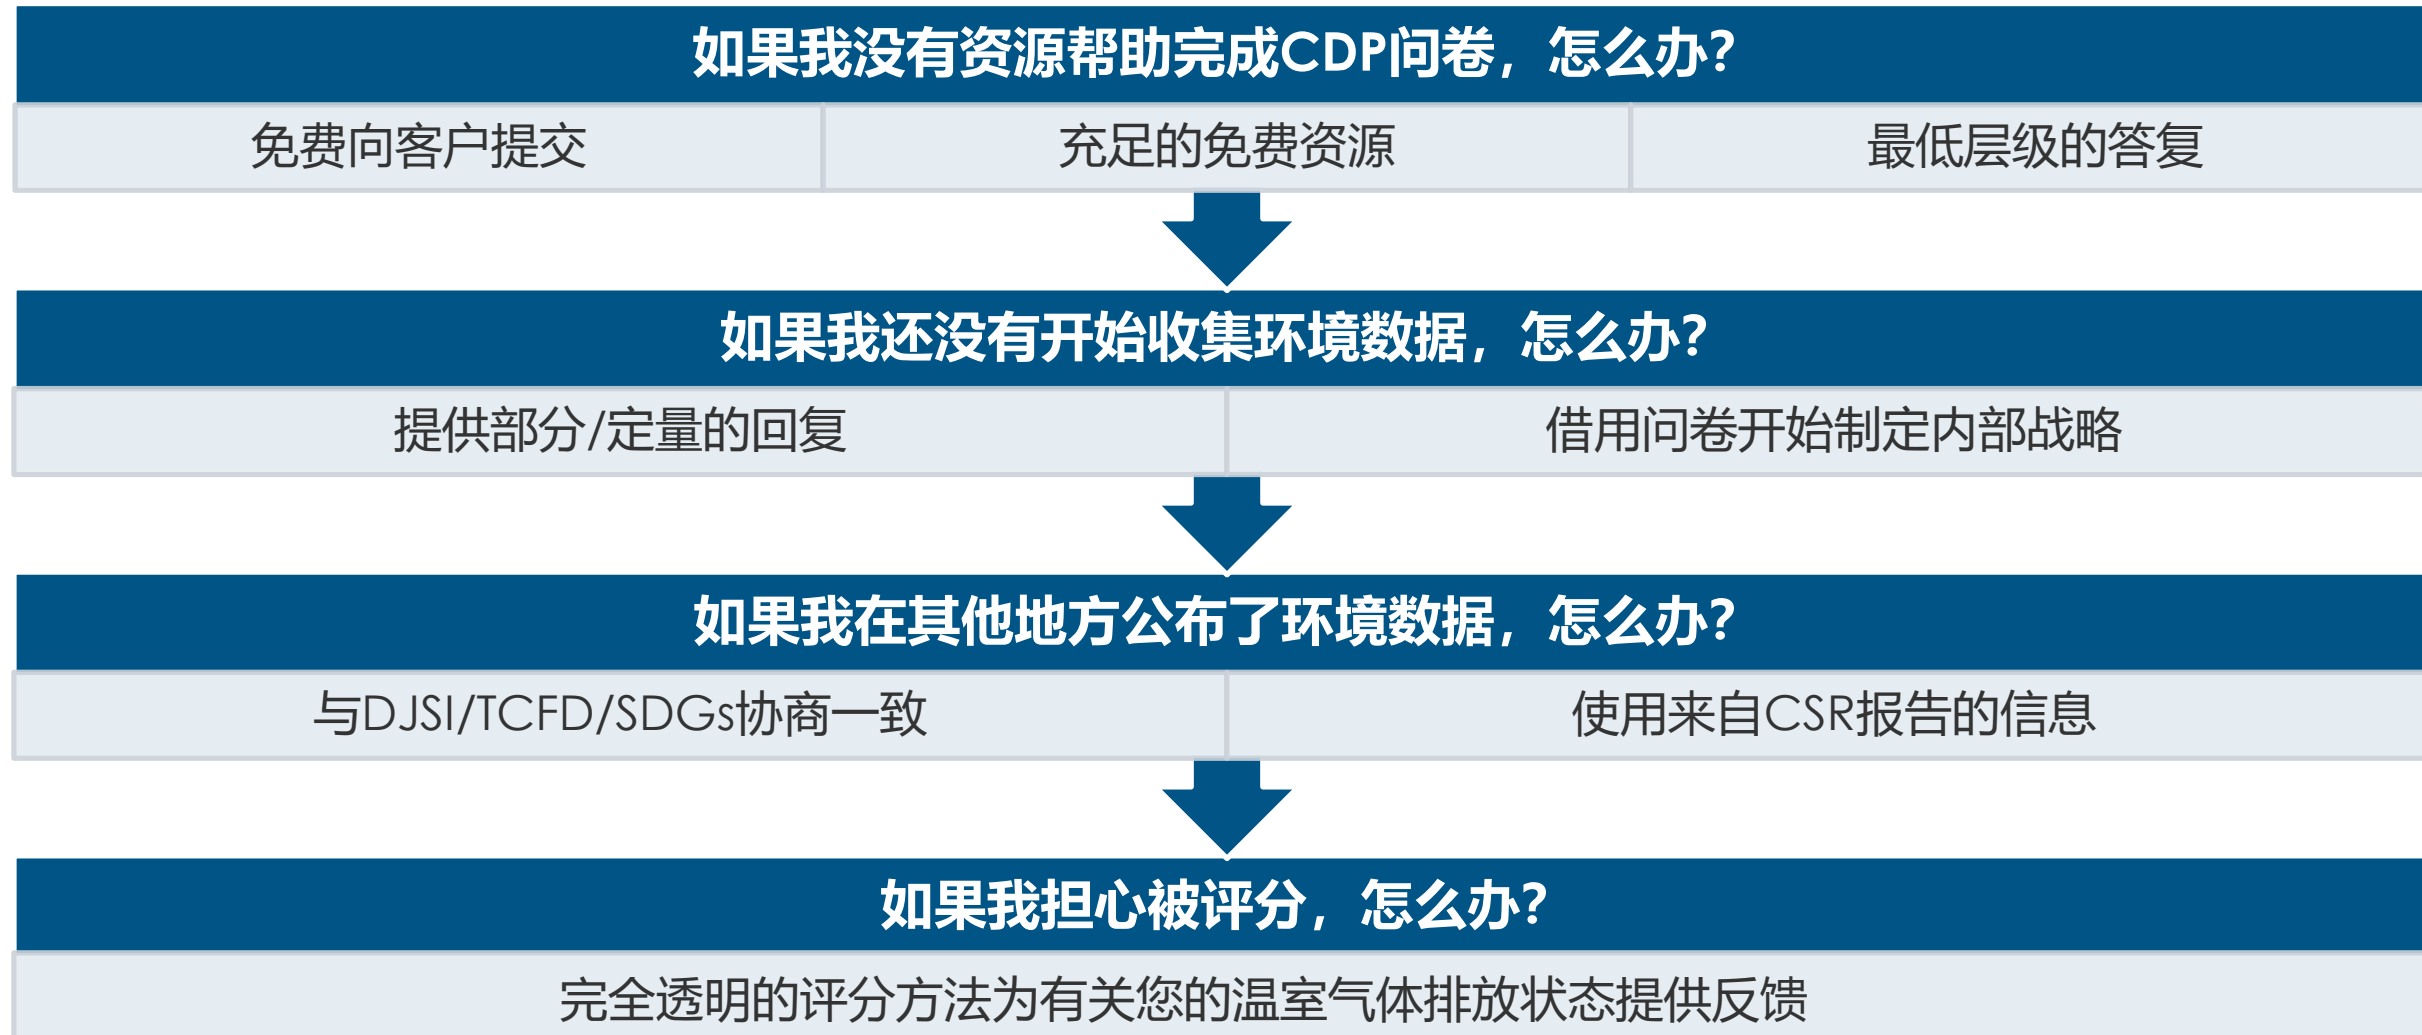 如果我没有资源帮助完成CDP问卷，怎么办？
免费向客户提交
充足的免费资源
最低层级的答复
如果我还没有开始收集环境数据，怎么办？
提供部分/定量的回复
借用问卷开始制定内部战略
如果我在其他地方公布了环境数据，怎么办？
与DJSI/TCFD/SDGs协商一致
使用来自CSR报告的信息
如果我担心被评分，怎么办？
完全透明的评分方法为有关您的温室气体排放状态提供反馈